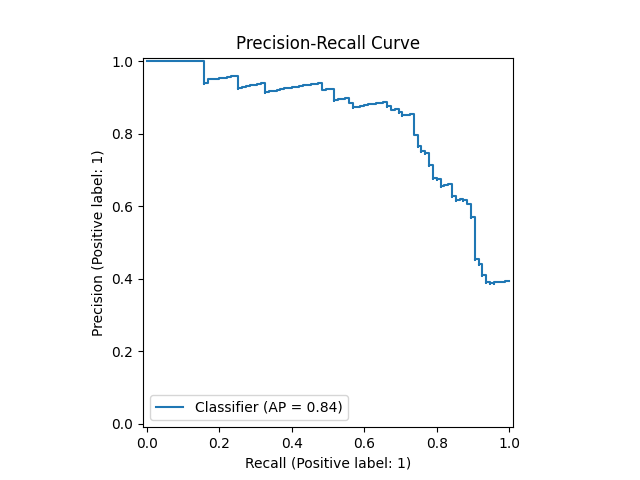 Precision-Recall Curve
1.0
0.8
0.6
0.4
0.2
0.0
Precision (Positive label: 1)
Classifier (AP = 0.84)
0.0 0.2 0.4 0.6 0.8 1.0
Recall (Positive label: 1)